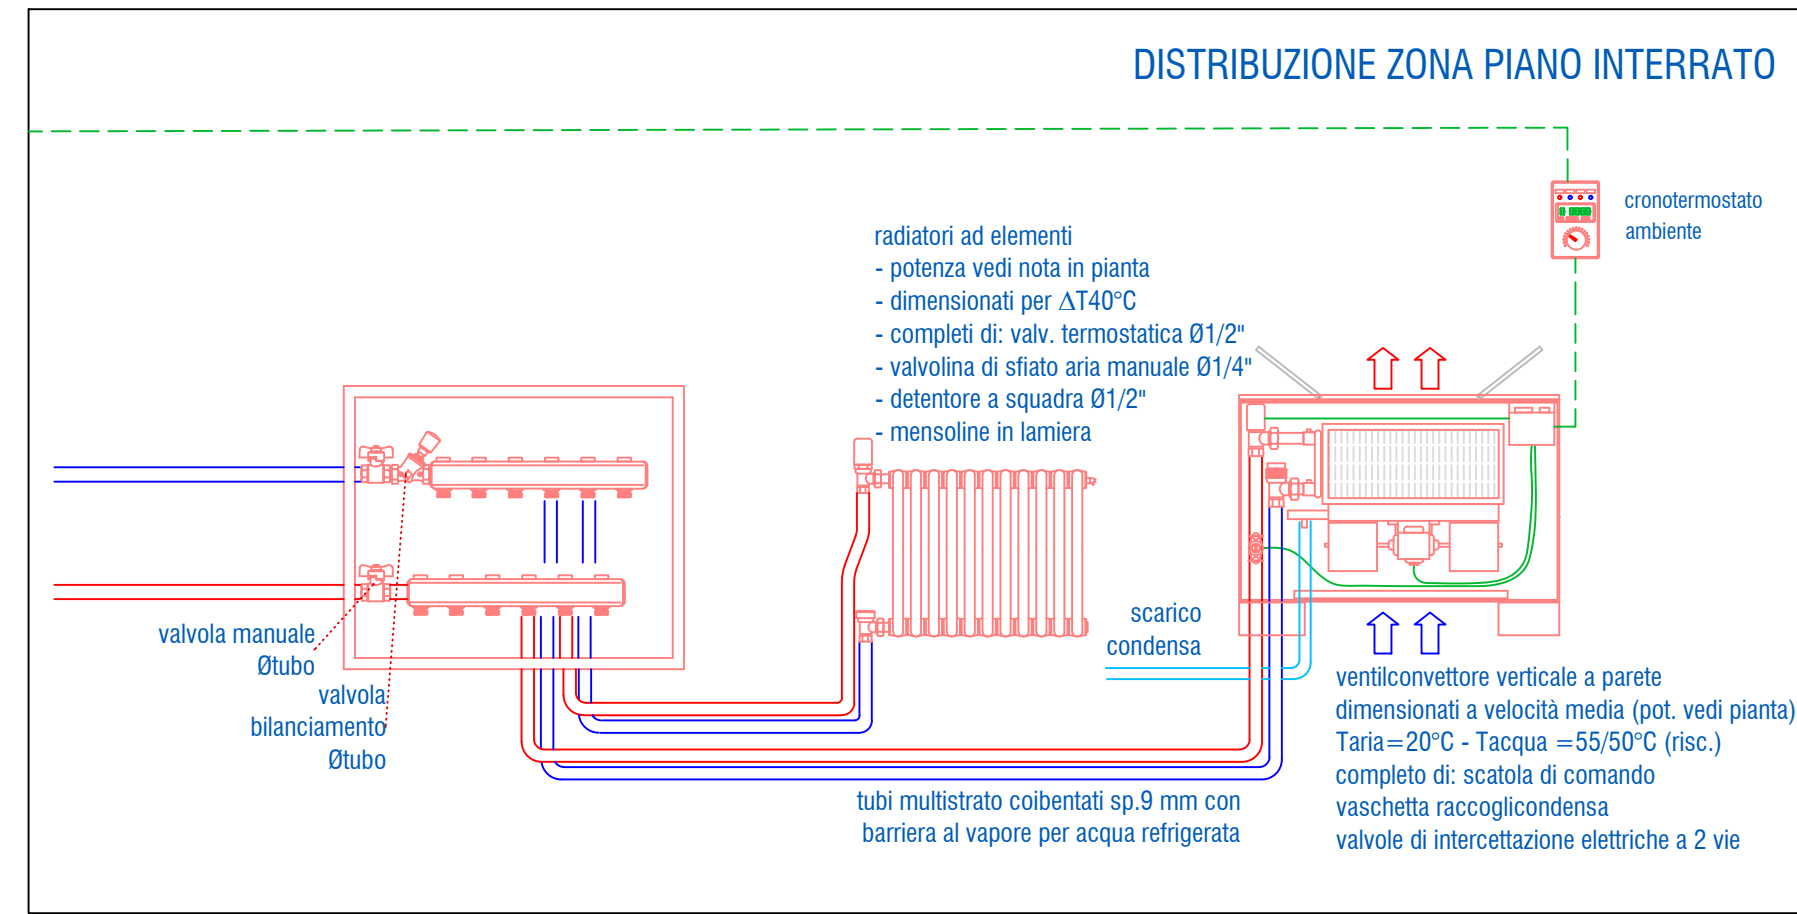 DISTRIBUZIONE ZONA PIANO INTERRATO
cronotermostato
ambiente
radiatori ad elementi
- potenza vedi nota in pianta
- dimensionati per ΔT40°C
- completi di: valv. termostatica Ø1/2"
- valvolina di sfiato aria manuale Ø1/4"
- detentore a squadra Ø1/2"
- mensoline in lamiera
valvola manuale
Øtubo
valvola
bilanciamento
Øtubo
scarico
condensa
ventilconvettore verticale a parete
dimensionati a velocità media (pot. vedi pianta)
Taria=20°C - Tacqua =55/50°C (risc.)
completo di: scatola di comando
vaschetta raccoglicondensa
valvole di intercettazione elettriche a 2 vie
tubi multistrato coibentati sp.9 mm con
barriera al vapore per acqua refrigerata